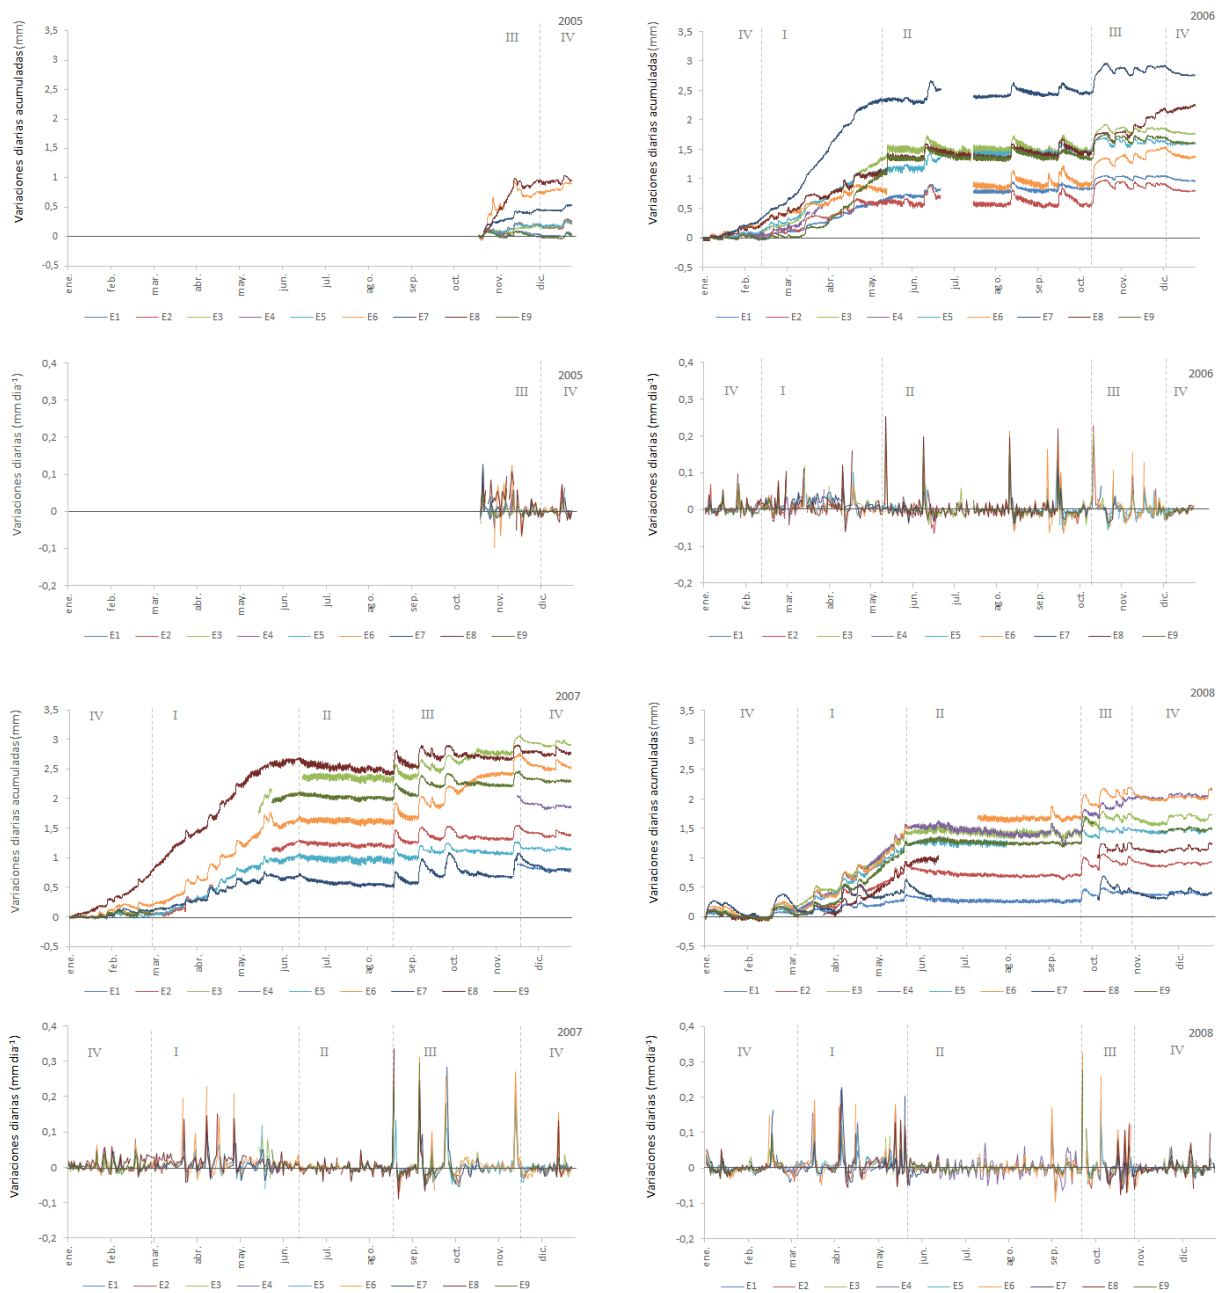 2005
Variaciones diarias acumuladas (mm)
3,5
3
2,5
2
1,5
1
0,5
0
-0,5
III
IV
ene.
feb.
mar.
abr.
may.
jun.
jul.
ago.
sep.
oct.
nov.
dic.
E1 E2 E3 E4 E5 E6 E7 E8 E9
2006
Variaciones diarias acumuladas (mm)
3,5
3
2,5
2
1,5
1
0,5
0
-0,5
IV
I
II
III
IV
ene.
feb.
mar.
abr.
may.
jun.
jul.
ago.
sep.
oct.
nov.
dic.
E1 E2 E3 E4 E5 E6 E7 E8 E9
2005
Variaciones diarias (mm dia⁻¹)
0,4
0,3
0,2
0,1
0
-0,1
-0,2
III
IV
ene.
feb.
mar.
abr.
may.
jun.
jul.
ago.
sep.
oct.
nov.
dic.
E1 E2 E3 E4 E5 E6 E7 E8 E9
2006
Variaciones diarias (mm dia⁻¹)
0,4
0,3
0,2
0,1
0
-0,1
-0,2
IV
I
II
III
IV
ene.
feb.
mar.
abr.
may.
jun.
jul.
ago.
sep.
oct.
nov.
dic.
E1 E2 E3 E4 E5 E6 E7 E8 E9
2007
Variaciones diarias acumuladas (mm)
3,5
3
2,5
2
1,5
1
0,5
0
-0,5
IV
I
II
III
IV
ene.
feb.
mar.
abr.
may.
jun.
jul.
ago.
sep.
oct.
nov.
dic.
E1 E2 E3 E4 E5 E6 E7 E8 E9
2008
Variaciones diarias acumuladas (mm)
3,5
3
2,5
2
1,5
1
0,5
0
-0,5
IV
I
II
III
IV
ene.
feb.
mar.
abr.
may.
jun.
jul.
ago.
sep.
oct.
nov.
dic.
E1 E2 E3 E4 E5 E6 E7 E8 E9
2007
Variaciones diarias (mm dia⁻¹)
0,4
0,3
0,2
0,1
0
-0,1
-0,2
IV
I
II
III
IV
ene.
feb.
mar.
abr.
may.
jun.
jul.
ago.
sep.
oct.
nov.
dic.
E1 E2 E3 E4 E5 E6 E7 E8 E9
2008
Variaciones diarias (mm dia⁻¹)
0,4
0,3
0,2
0,1
0
-0,1
-0,2
IV
I
II
III
IV
ene.
feb.
mar.
abr.
may.
jun.
jul.
ago.
sep.
oct.
nov.
dic.
E1 E2 E3 E4 E5 E6 E7 E8 E9